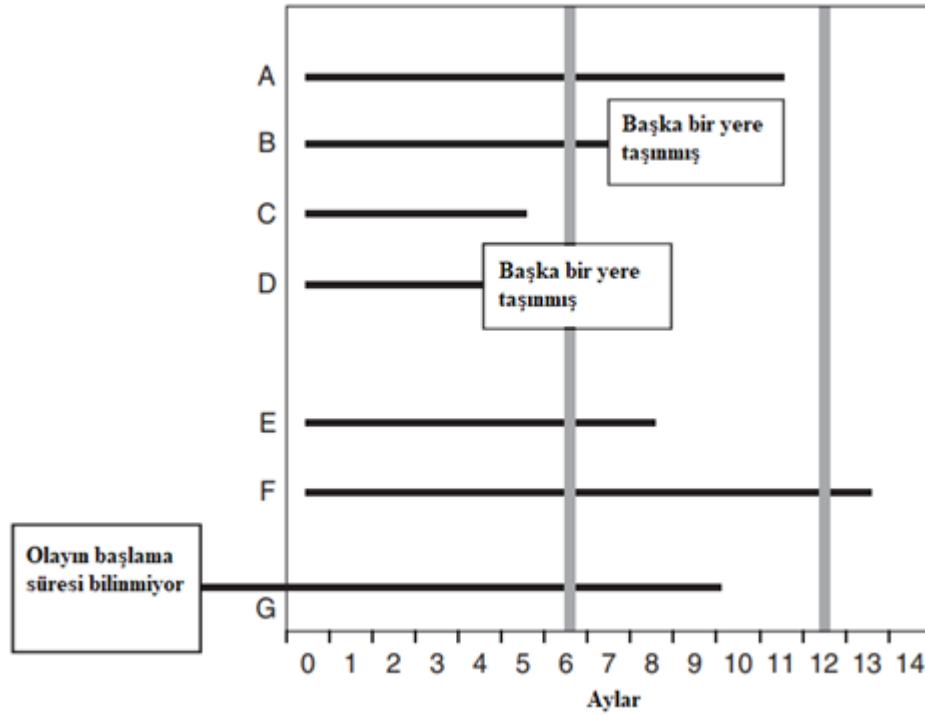 A
B
Başka bir yere
taşınmış
C
D
Başka bir yere
taşınmış
E
F
Olayın başlama
süresi bilinmiyor
G
0 1 2 3 4 5 6 7 8 9 10 11 12 13 14
Aylar